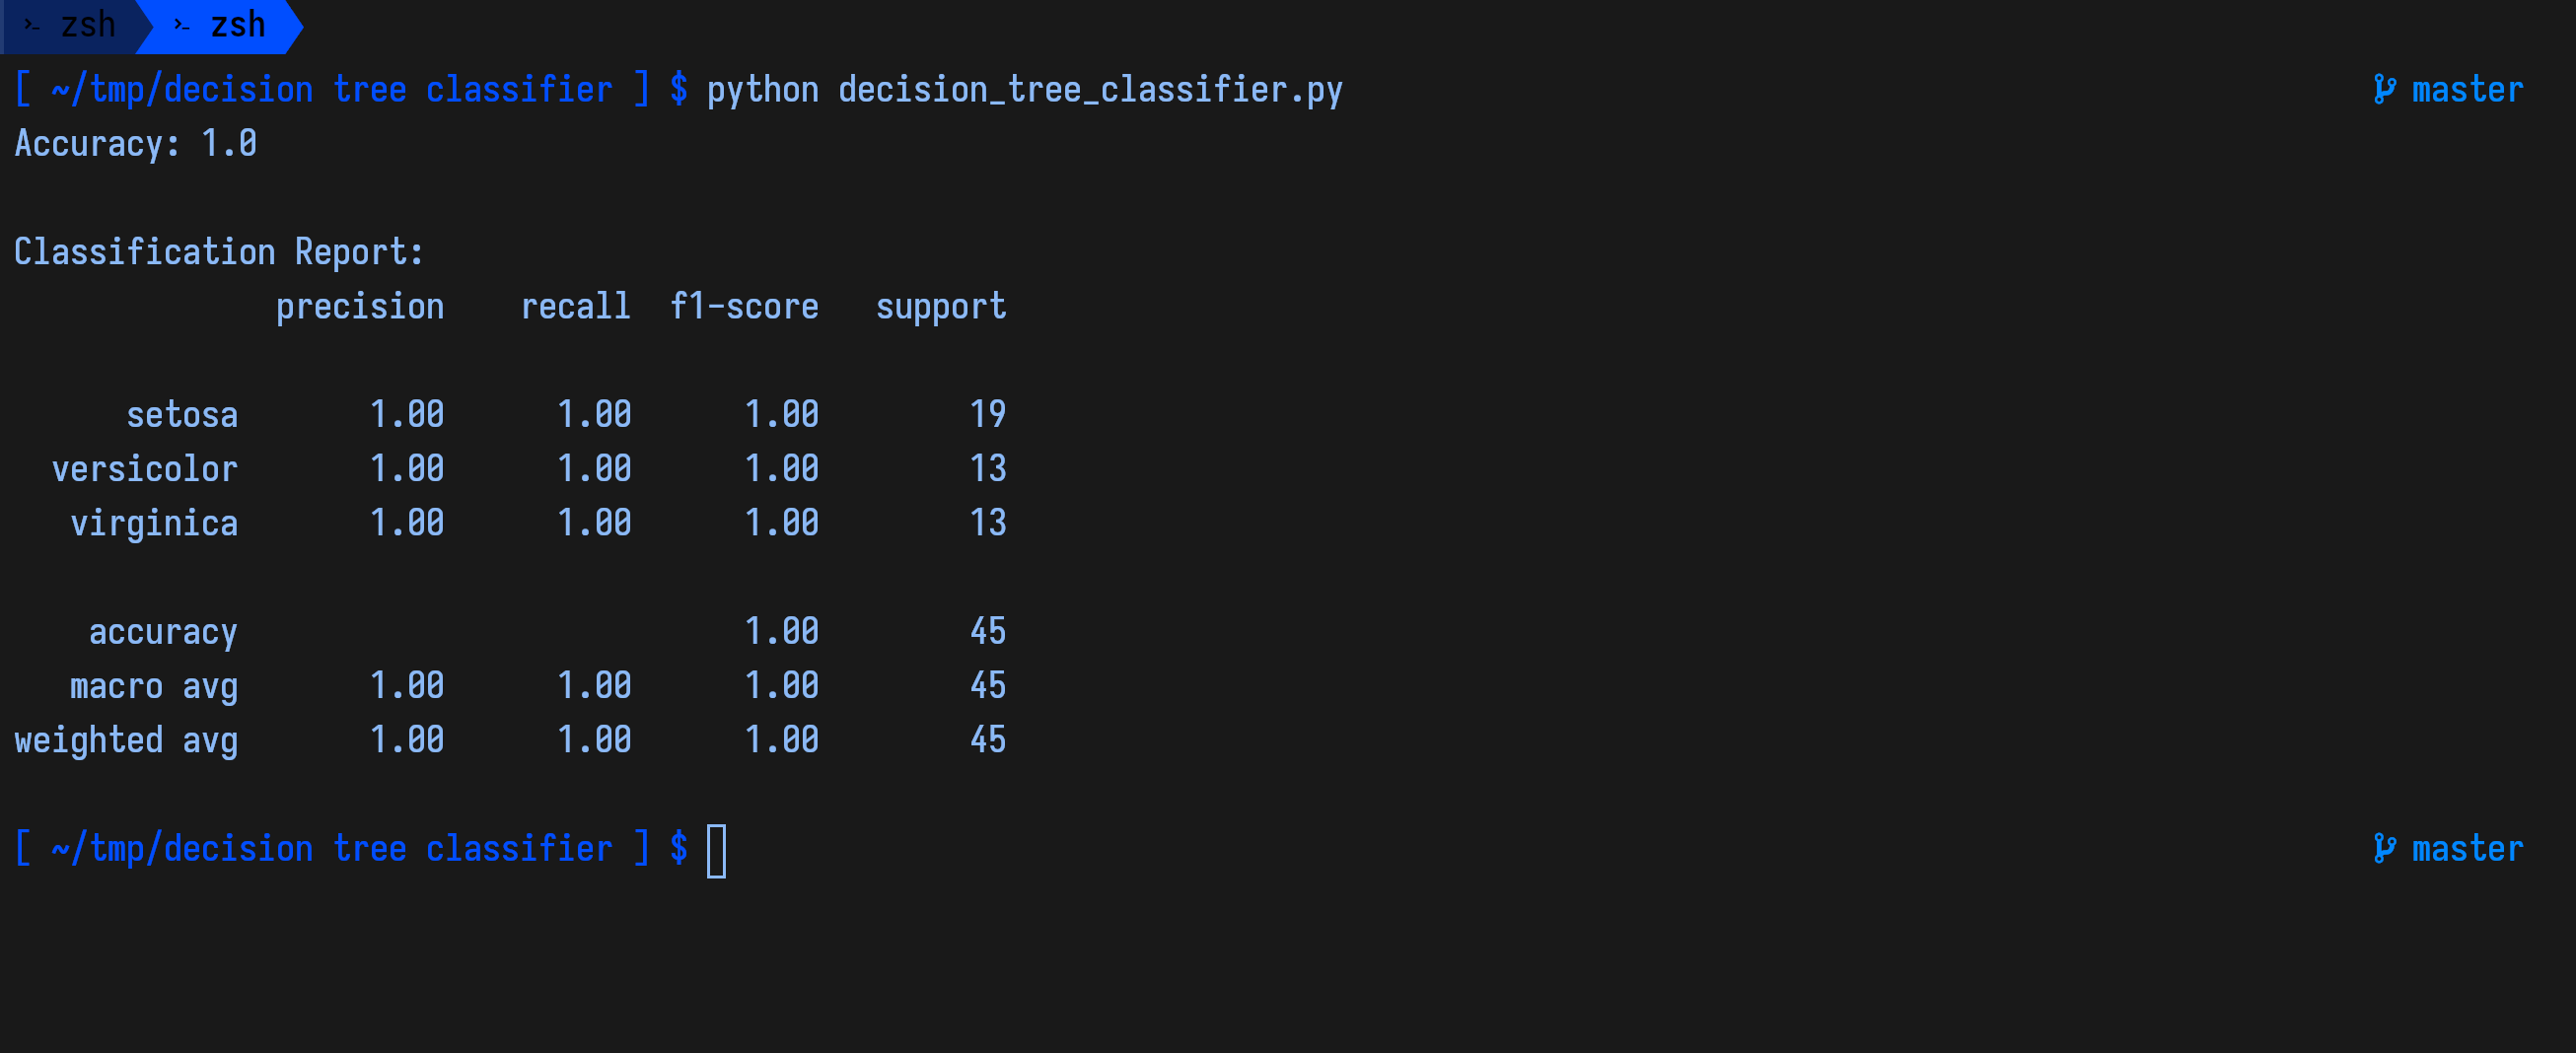 zsh zsh
[ ~/tmp/decision tree classifier ] $ python decision_tree_classifier.py master
Accuracy: 1.0
Classification Report:
precision recall f1-score support
setosa 1.00 1.00 1.00 19
versicolor 1.00 1.00 1.00 13
virginica 1.00 1.00 1.00 13
accuracy 1.00 45
macro avg 1.00 1.00 1.00 45
weighted avg 1.00 1.00 1.00 45
[ ~/tmp/decision tree classifier ] $ master